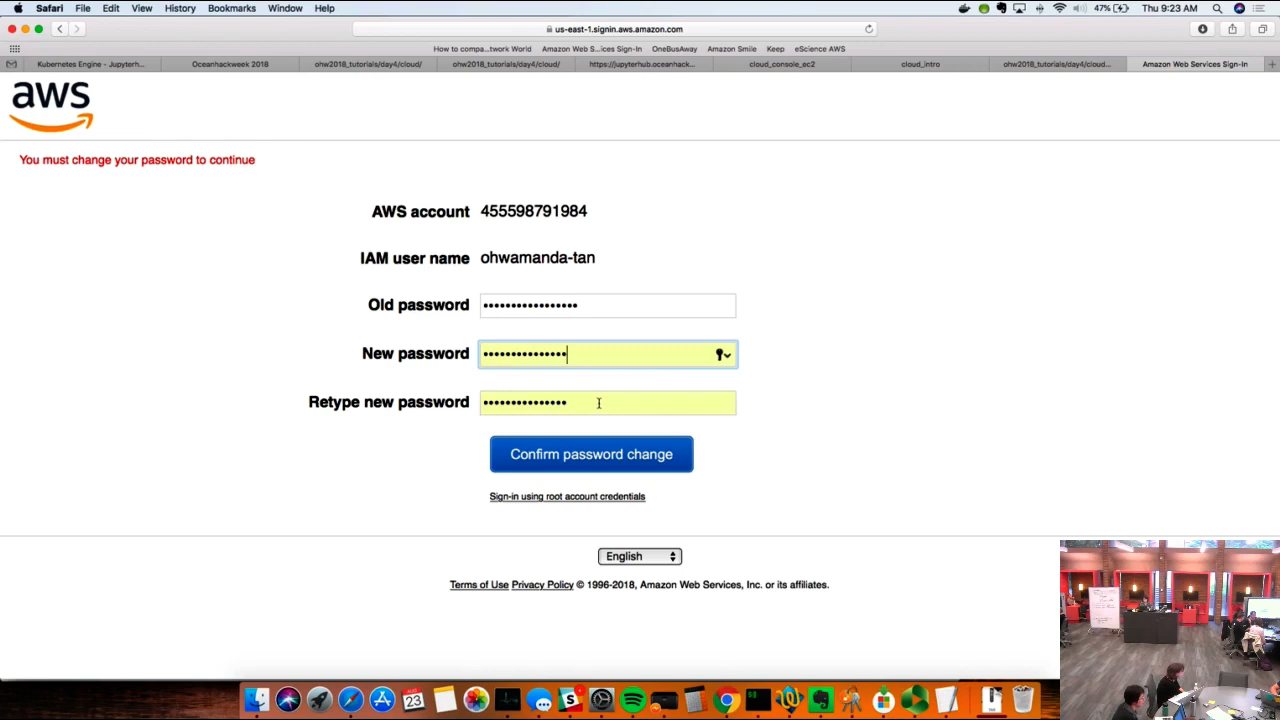 Safari File Edit View History Bookmarks Window Help
47% Thu 9:23 AM
us-east-1.signin.aws.amazon.com
How to compa...twork World Amazon Web S...ices Sign-In OneBusAway Amazon Smile Keep eScience AWS
Kubernetes Engine - Jupyterh... Oceanhackweek 2018 ohw2018_tutorials/day4/cloud/ ohw2018_tutorials/day4/cloud/ https://jupyterhub.oceanhack... cloud_console_ec2 cloud_intro ohw2018_tutorials/day4/cloud... Amazon Web Services Sign-In
aws
You must change your password to continue
AWS account 455598791984
IAM user name ohwamanda-tan
Old password
New password
Retype new password
Confirm password change
Sign-in using root account credentials
English
Terms of Use Privacy Policy © 1996-2018, Amazon Web Services, Inc. or its affiliates.
AUG
23